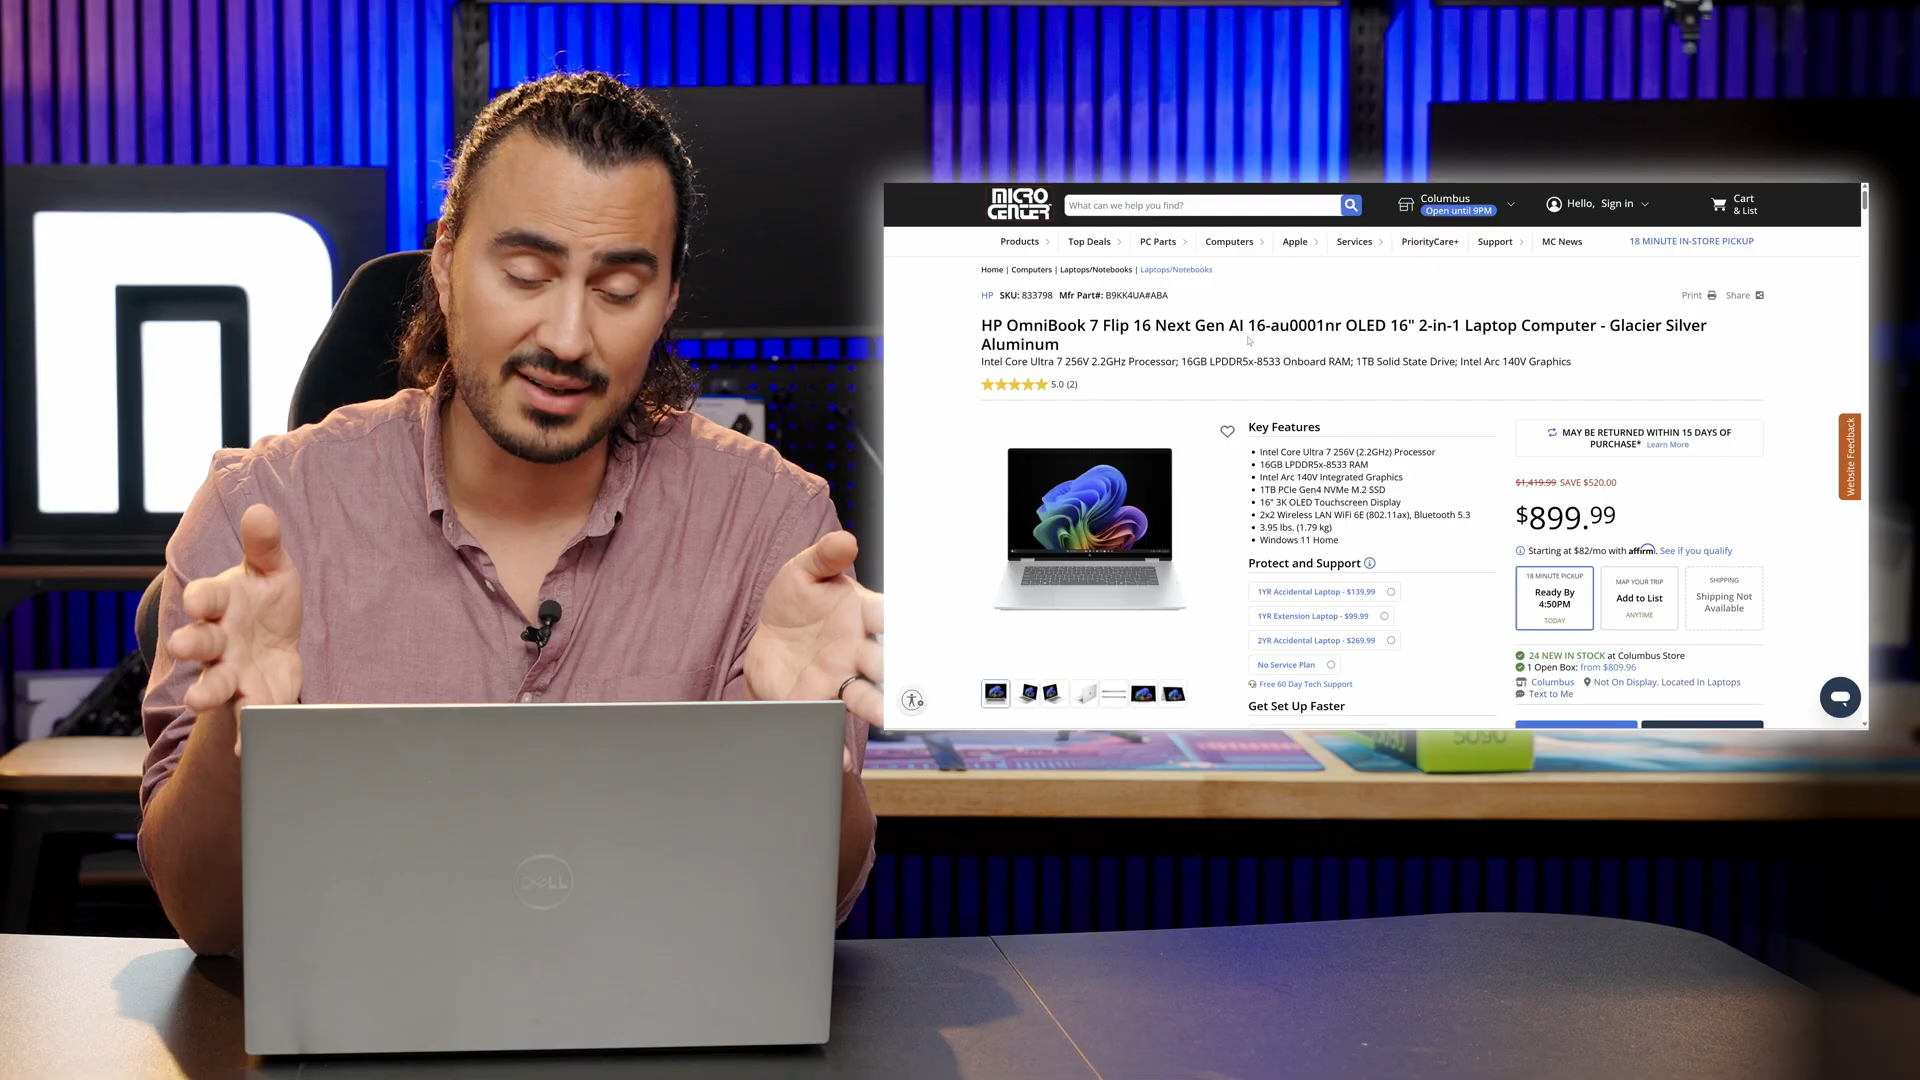 MICRO CENTER
What can we help you find?
Columbus
Open until 9PM
Hello, Sign in
Cart
& List
Products
Top Deals
PC Parts
Computers
Apple
Services
PriorityCare+
Support
MC News
18 MINUTE IN-STORE PICKUP
Home | Computers | Laptops/Notebooks | Laptops/Notebooks
HP SKU: 833798 Mfr Part#: B9KK4UA#ABA
Print
Share
HP OmniBook 7 Flip 16 Next Gen AI 16-au0001nr OLED 16" 2-in-1 Laptop Computer - Glacier Silver
Aluminum
Intel Core Ultra 7 256V 2.2GHz Processor; 16GB LPDDR5x-8533 Onboard RAM; 1TB Solid State Drive; Intel Arc 140V Graphics
5.0 (2)
Key Features
Intel Core Ultra 7 256V (2.2GHz) Processor
16GB LPDDR5x-8533 RAM
Intel Arc 140V Integrated Graphics
1TB PCIe Gen4 NVMe M.2 SSD
16" 3K OLED Touchscreen Display
2x2 Wireless LAN WiFi 6E (802.11ax), Bluetooth 5.3
3.95 lbs. (1.79 kg)
Windows 11 Home
Protect and Support
1YR Accidental Laptop - $139.99
1YR Extension Laptop - $99.99
2YR Accidental Laptop - $269.99
No Service Plan
Free 60 Day Tech Support
Get Set Up Faster
MAY BE RETURNED WITHIN 15 DAYS OF
PURCHASE* Learn More
$1,419.99 SAVE $520.00
$899.99
Starting at $82/mo with affirm. See if you qualify
18 MINUTE PICKUP
Ready By
4:50PM
TODAY
MAP YOUR TRIP
Add to List
ANYTIME
SHIPPING
Shipping Not
Available
24 NEW IN STOCK at Columbus Store
1 Open Box: from $809.96
Columbus
Not On Display. Located In Laptops
Text to Me
Website Feedback
5090
DELL